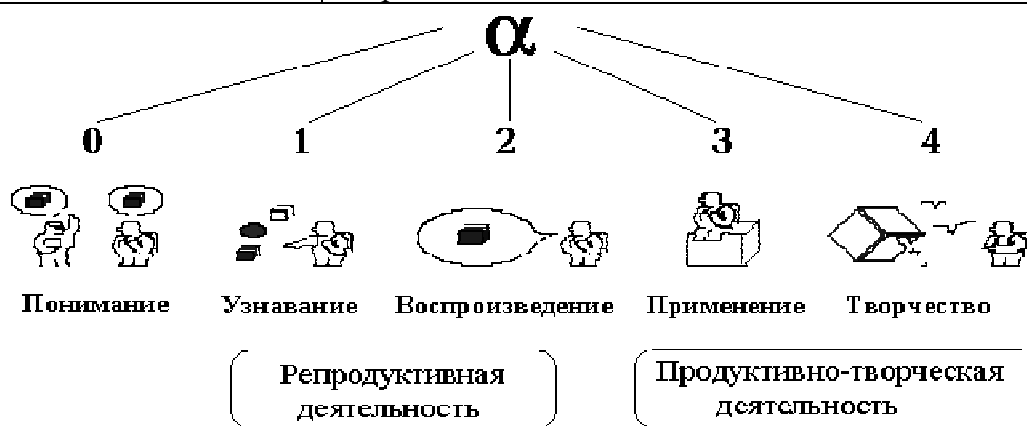 α
0 1 2 3 4
Понимание Узнавание Воспроизведение Применение Творчество
Репродуктивная
деятельность
Продуктивно-творческая
деятельность